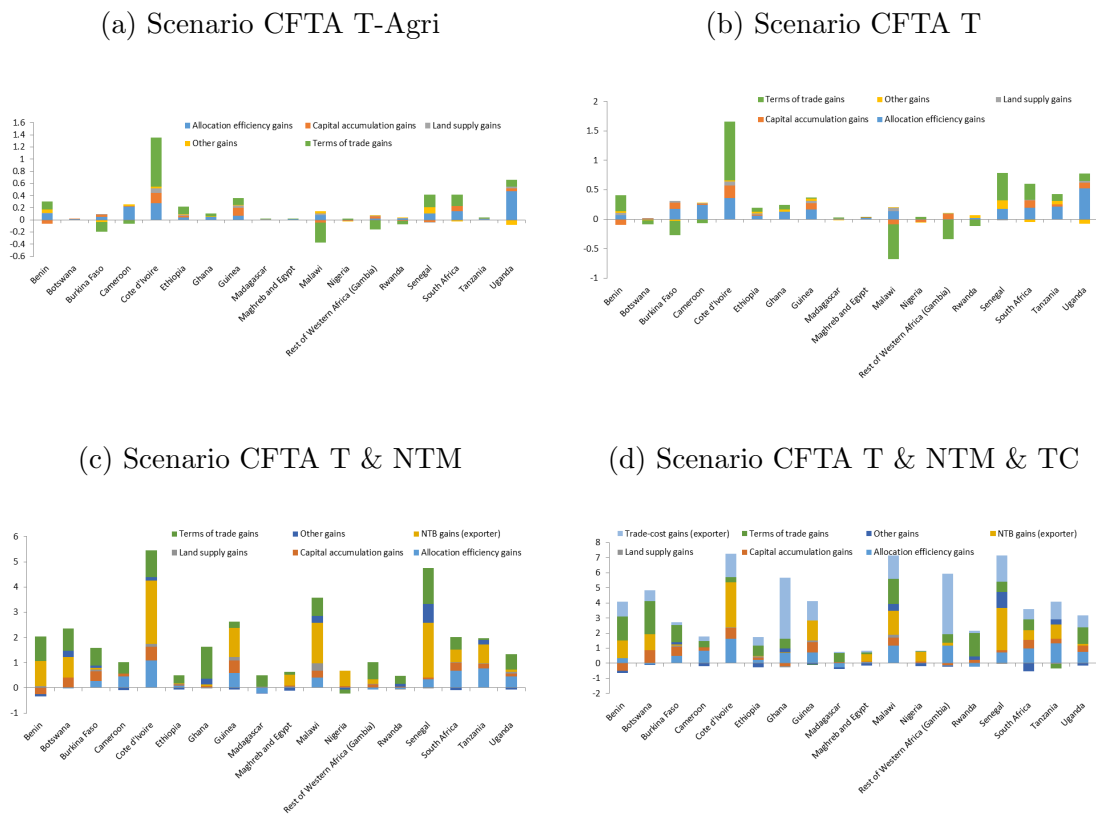 (a) Scenario CFTA T-Agri
Allocation efficiency gains
Capital accumulation gains
Land supply gains
Other gains
Terms of trade gains
1.6
1.4
1.2
1
0.8
0.6
0.4
0.2
0
-0.2
-0.4
-0.6
Benin
Botswana
Burkina Faso
Cameroon
Cote d'Ivoire
Ethiopia
Ghana
Guinea
Madagascar
Maghreb and Egypt
Malawi
Nigeria
Rest of Western Africa (Gambia)
Rwanda
Senegal
South Africa
Tanzania
Uganda
(b) Scenario CFTA T
Terms of trade gains
Other gains
Land supply gains
Capital accumulation gains
Allocation efficiency gains
2
1.5
1
0.5
0
-0.5
-1
Benin
Botswana
Burkina Faso
Cameroon
Cote d'Ivoire
Ethiopia
Ghana
Guinea
Madagascar
Maghreb and Egypt
Malawi
Nigeria
Rest of Western Africa (Gambia)
Rwanda
Senegal
South Africa
Tanzania
Uganda
(c) Scenario CFTA T & NTM
Terms of trade gains
Other gains
NTB gains (exporter)
Land supply gains
Capital accumulation gains
Allocation efficiency gains
6
5
4
3
2
1
0
-1
Benin
Botswana
Burkina Faso
Cameroon
Cote d'Ivoire
Ethiopia
Ghana
Guinea
Madagascar
Maghreb and Egypt
Malawi
Nigeria
Rest of Western Africa (Gambia)
Rwanda
Senegal
South Africa
Tanzania
Uganda
(d) Scenario CFTA T & NTM & TC
Trade-cost gains (exporter)
Terms of trade gains
Other gains
NTB gains (exporter)
Land supply gains
Capital accumulation gains
Allocation efficiency gains
8
7
6
5
4
3
2
1
0
-1
-2
Benin
Botswana
Burkina Faso
Cameroon
Cote d'Ivoire
Ethiopia
Ghana
Guinea
Madagascar
Maghreb and Egypt
Malawi
Nigeria
Rest of Western Africa (Gambia)
Rwanda
Senegal
South Africa
Tanzania
Uganda